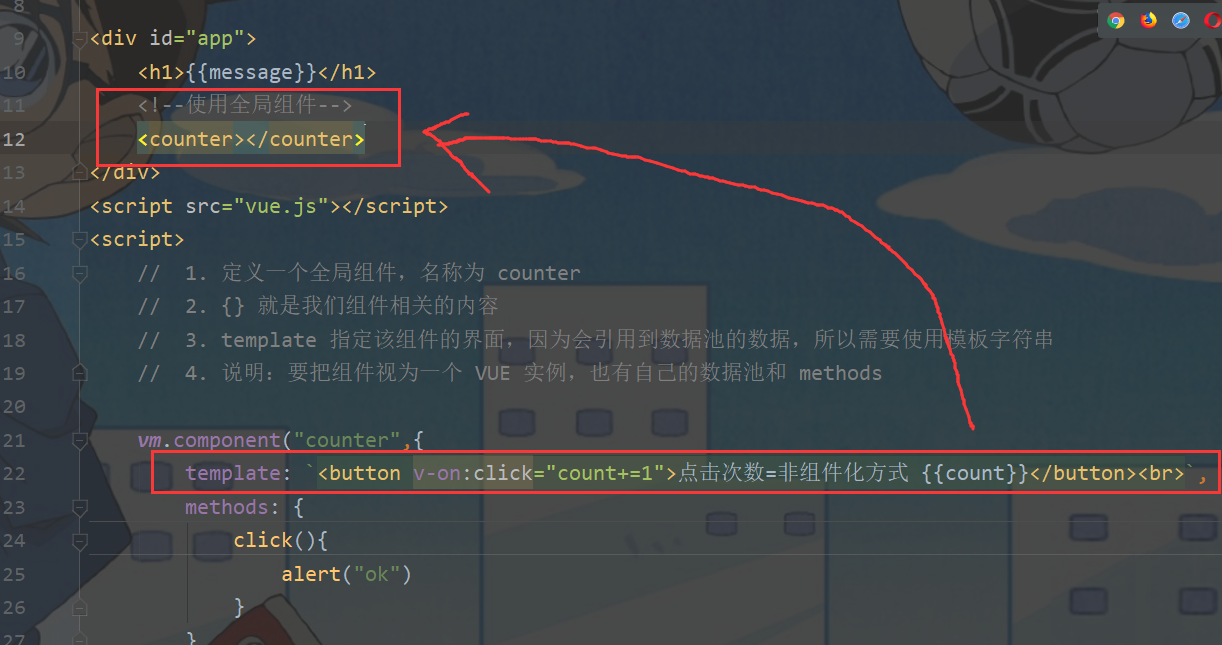 8
9 <div id="app">
10 <h1>{{message}}</h1>
11 <!--使用全局组件-->
12 <counter></counter>
13 </div>
14 <script src="vue.js"></script>
15 <script>
16 // 1. 定义一个全局组件，名称为 counter
17 // 2. {} 就是我们组件相关的内容
18 // 3. template 指定该组件的界面，因为会引用到数据池的数据，所以需要使用模板字符串
19 // 4. 说明：要把组件视为一个 VUE 实例，也有自己的数据池和 methods
20
21 vm.component("counter",{
22 template: `<button v-on:click="count+=1">点击次数=非组件化方式 {{count}}</button><br>`,
23 methods: {
24 click(){
25 alert("ok")
26 }
27 }